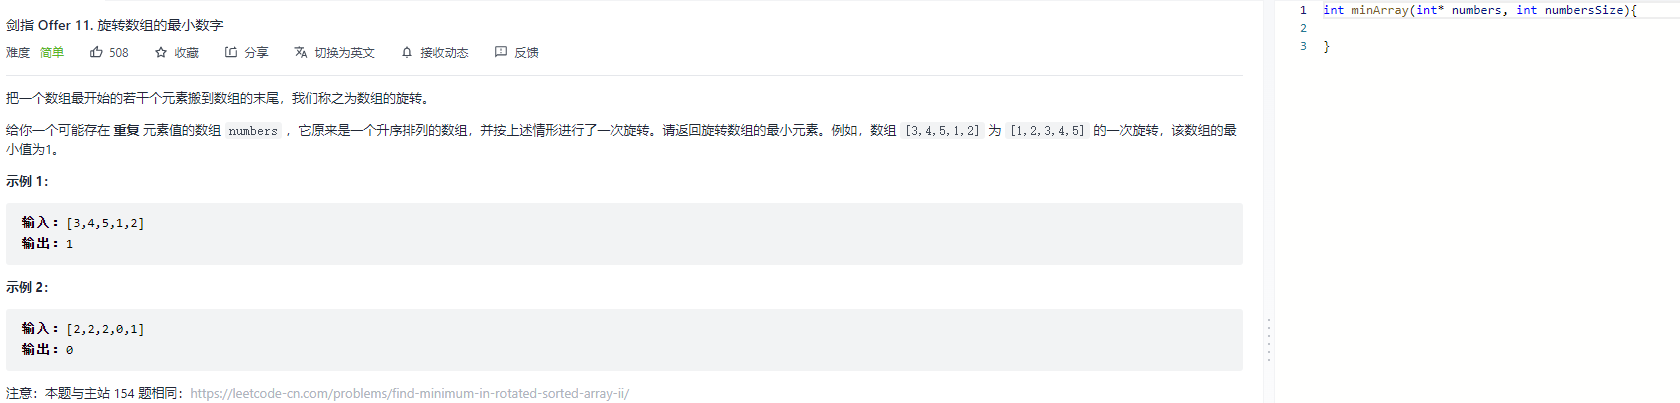 剑指 Offer 11. 旋转数组的最小数字
难度 简单 508 收藏 分享 切换为英文 接收动态 反馈
把一个数组最开始的若干个元素搬到数组的末尾，我们称之为数组的旋转。
给你一个可能存在 重复 元素值的数组 numbers ，它原来是一个升序排列的数组，并按上述情形进行了一次旋转。请返回旋转数组的最小元素。例如，数组 [3,4,5,1,2] 为 [1,2,3,4,5] 的一次旋转，该数组的最
小值为1。
示例 1：
输入：[3,4,5,1,2]
输出：1
示例 2：
输入：[2,2,2,0,1]
输出：0
注意：本题与主站 154 题相同：https://leetcode-cn.com/problems/find-minimum-in-rotated-sorted-array-ii/
1 int minArray(int* numbers, int numbersSize){
2
3 }